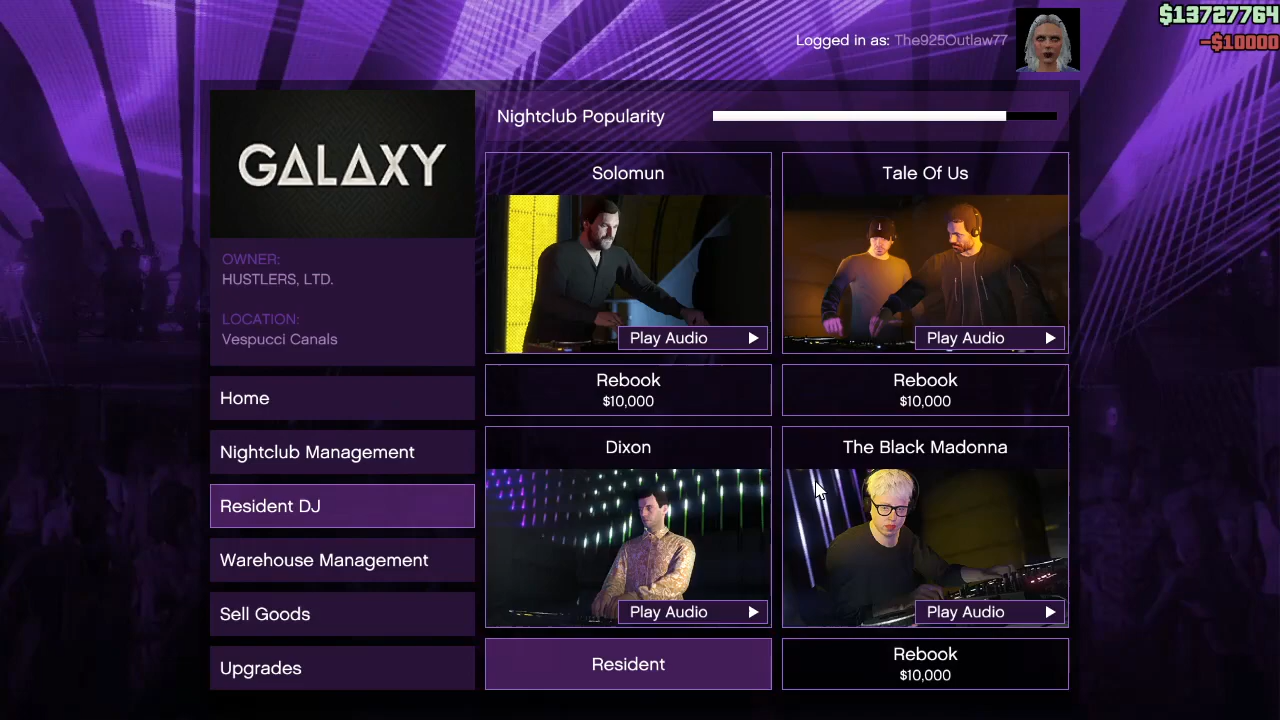 $13727764
-$10000
Logged in as: The925Outlaw77
GALAXY
OWNER:
HUSTLERS, LTD.
LOCATION:
Vespucci Canals
Home
Nightclub Management
Resident DJ
Warehouse Management
Sell Goods
Upgrades
Nightclub Popularity
Solomun
Play Audio
Rebook
$10,000
Tale Of Us
Play Audio
Rebook
$10,000
Dixon
Play Audio
Resident
The Black Madonna
Play Audio
Rebook
$10,000